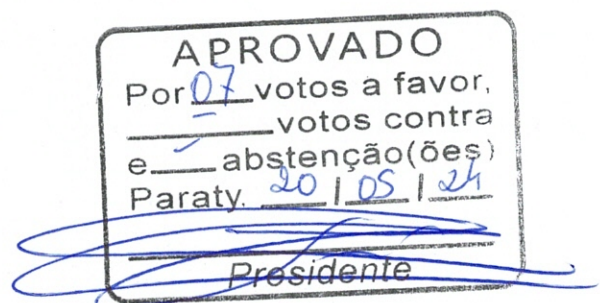 APROVADO
Por 07 votos a favor,
- votos contra
e - abstenção(ões)
Paraty. 20 / 05 / 24
Presidente